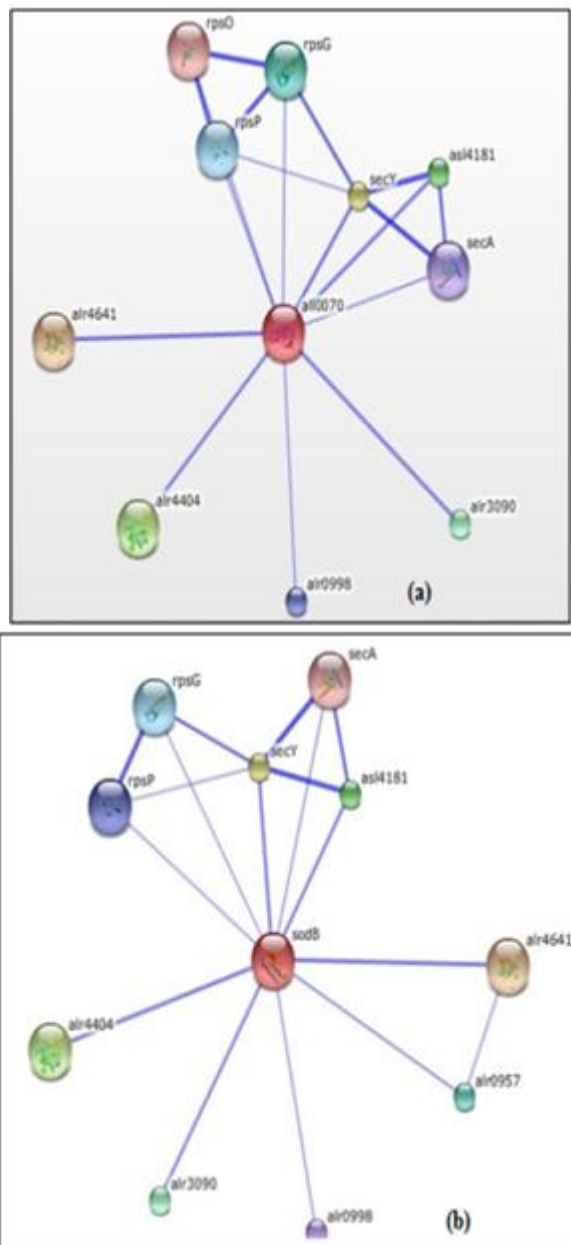 rpsO
rpsG
rpsP
asl4181
secY
secA
all0070
alr4641
alr4404
alr3090
alr0998
(a)
secA
rpsG
secY
asl4181
rpsP
sodB
alr4641
alr4404
alr0957
alr3090
alr0998
(b)